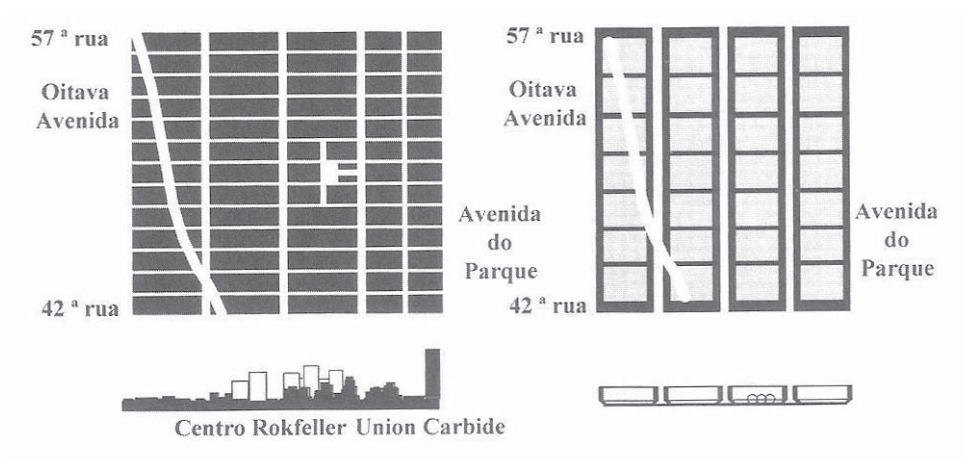 57 ª rua
Oitava
Avenida
Avenida
do
Parque
42 ª rua
Centro Rokfeller Union Carbide
57 ª rua
Oitava
Avenida
Avenida
do
Parque
42 ª rua